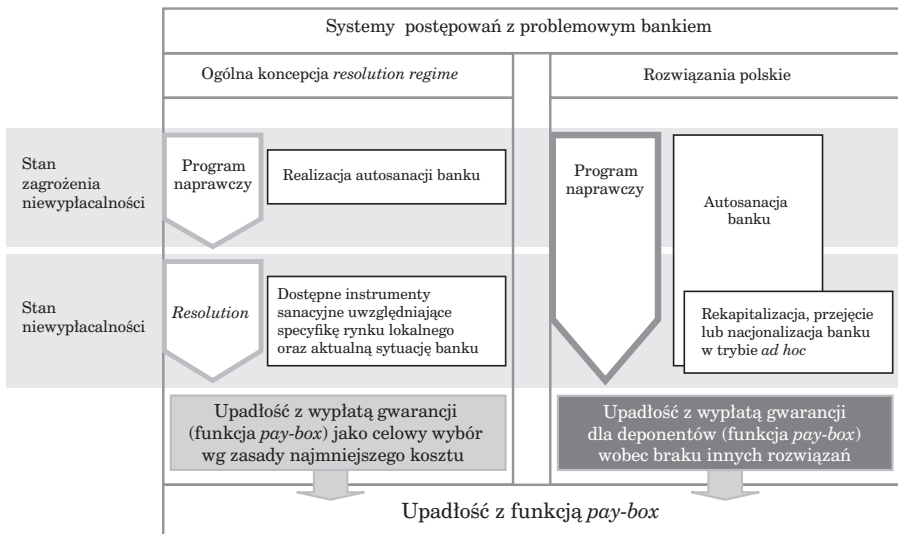 Systemy postępowań z problemowym bankiem
Ogólna koncepcja resolution regime
Rozwiązania polskie
Stan
zagrożenia
niewypłacalności
Program
naprawczy
Realizacja autosanacji banku
Program
naprawczy
Autosanacja
banku
Stan
niewypłacalności
Resolution
Dostępne instrumenty
sanacyjne uwzględniające
specyfikę rynku lokalnego
oraz aktualną sytuację banku
Rekapitalizacja, przejęcie
lub nacjonalizacja banku
w trybie ad hoc
Upadłość z wypłatą gwarancji
(funkcja pay-box) jako celowy wybór
wg zasady najmniejszego kosztu
Upadłość z wypłatą gwarancji
dla deponentów (funkcja pay-box)
wobec braku innych rozwiązań
Upadłość z funkcją pay-box